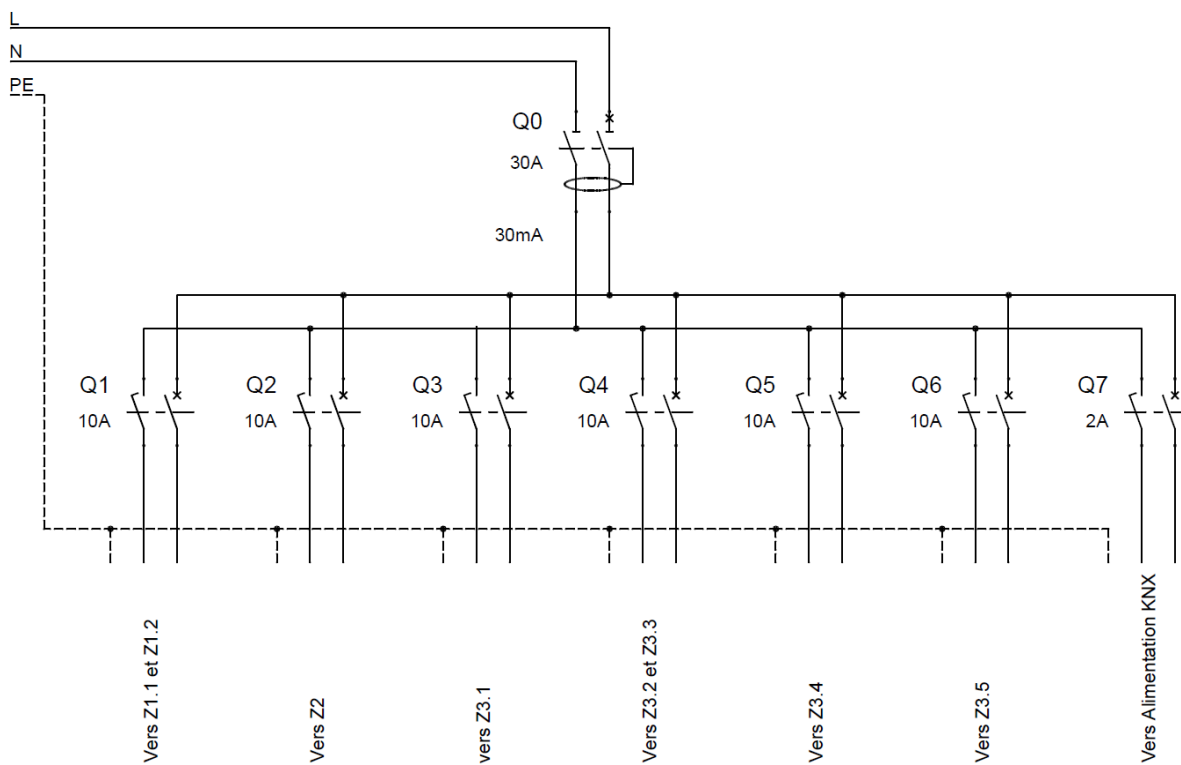 L
N
PE
Q0
30A
30mA
Q1
10A
Q2
10A
Q3
10A
Q4
10A
Q5
10A
Q6
10A
Q7
2A
Vers Z1.1 et Z1.2
Vers Z2
vers Z3.1
Vers Z3.2 et Z3.3
Vers Z3.4
Vers Z3.5
Vers Alimentation KNX